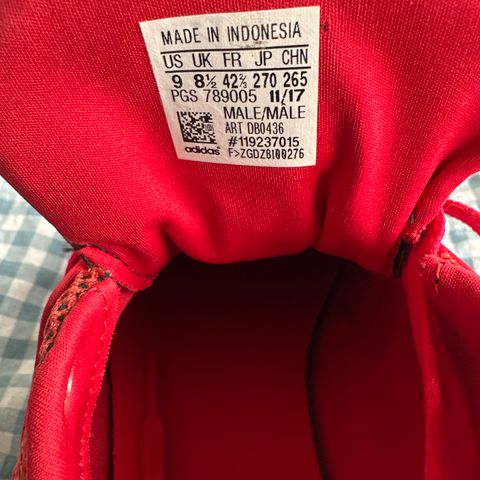 MADE IN INDONESIA
US UK FR JP CHN
9 8½ 42⅔ 270 265
PGS 789005 11/17
MALE/MÂLE
ART DB0436
#119237015
adidas F>ZGDZ8100276